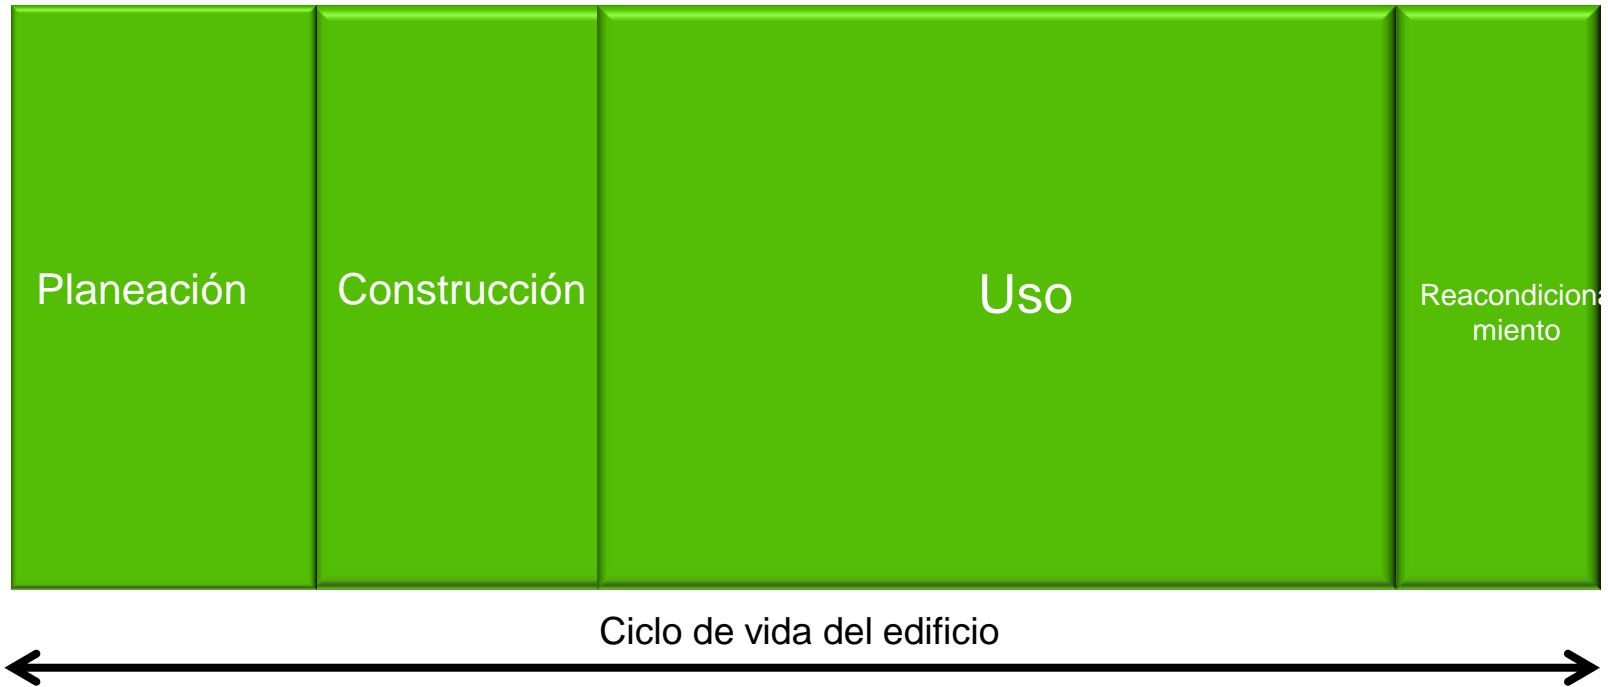 Planeación
Construcción
Uso
Reacondiciona
miento
Ciclo de vida del edificio